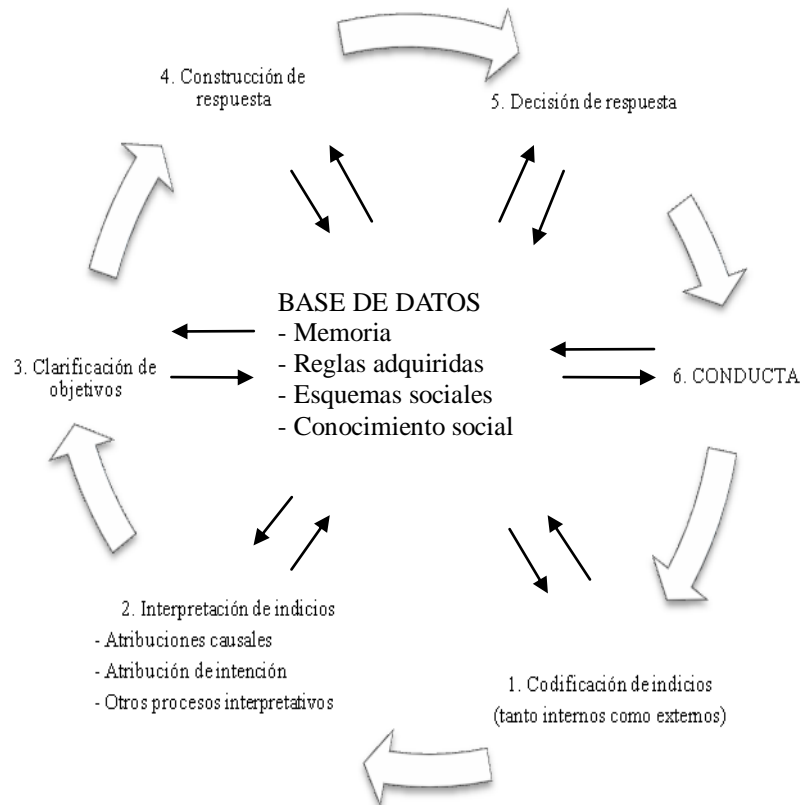 4. Construcción de
respuesta
5. Decisión de respuesta
BASE DE DATOS
- Memoria
- Reglas adquiridas
- Esquemas sociales
- Conocimiento social
3. Clarificación de
objetivos
6. CONDUCTA
2. Interpretación de indicios
- Atribuciones causales
- Atribución de intención
- Otros procesos interpretativos
1. Codificación de indicios
(tanto internos como externos)